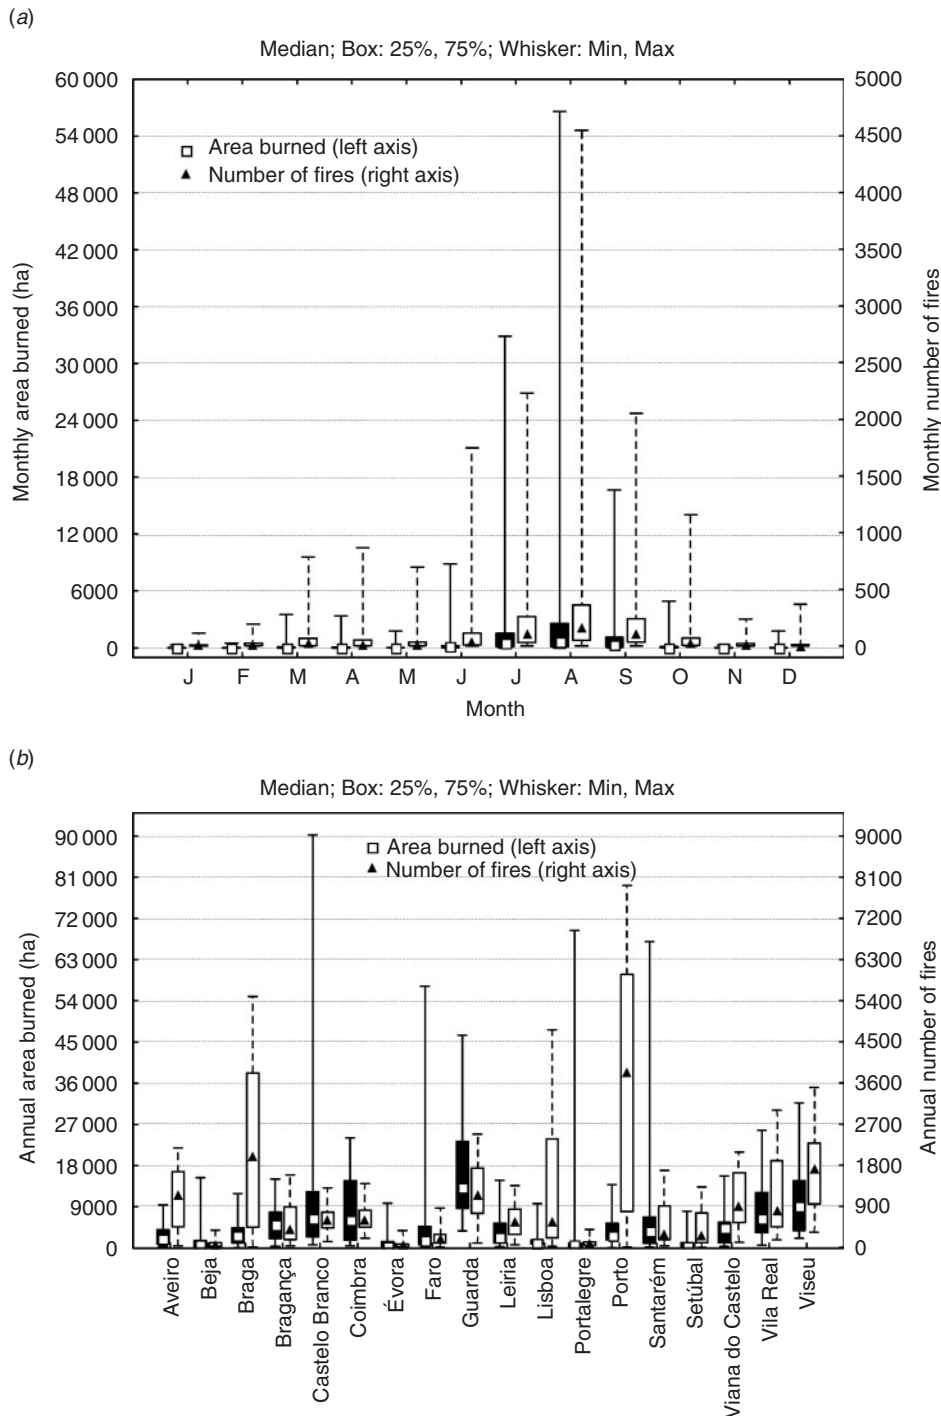 (a)
Median; Box: 25%, 75%; Whisker: Min, Max
60 000
54 000
48 000
42 000
36 000
30 000
24 000
18 000
12 000
6000
0
Monthly area burned (ha)
Area burned (left axis)
Number of fires (right axis)
5000
4500
4000
3500
3000
2500
2000
1500
1000
500
0
Monthly number of fires
J F M A M J J A S O N D
Month
(b)
Median; Box: 25%, 75%; Whisker: Min, Max
90 000
81 000
72 000
63 000
54 000
45 000
36 000
27 000
18 000
9000
0
Annual area burned (ha)
Area burned (left axis)
Number of fires (right axis)
9000
8100
7200
6300
5400
4500
3600
2700
1800
900
0
Annual number of fires
Aveiro
Beja
Braga
Bragança
Castelo Branco
Coimbra
Évora
Faro
Guarda
Leiria
Lisboa
Portalegre
Porto
Santarém
Setúbal
Viana do Castelo
Vila Real
Viseu